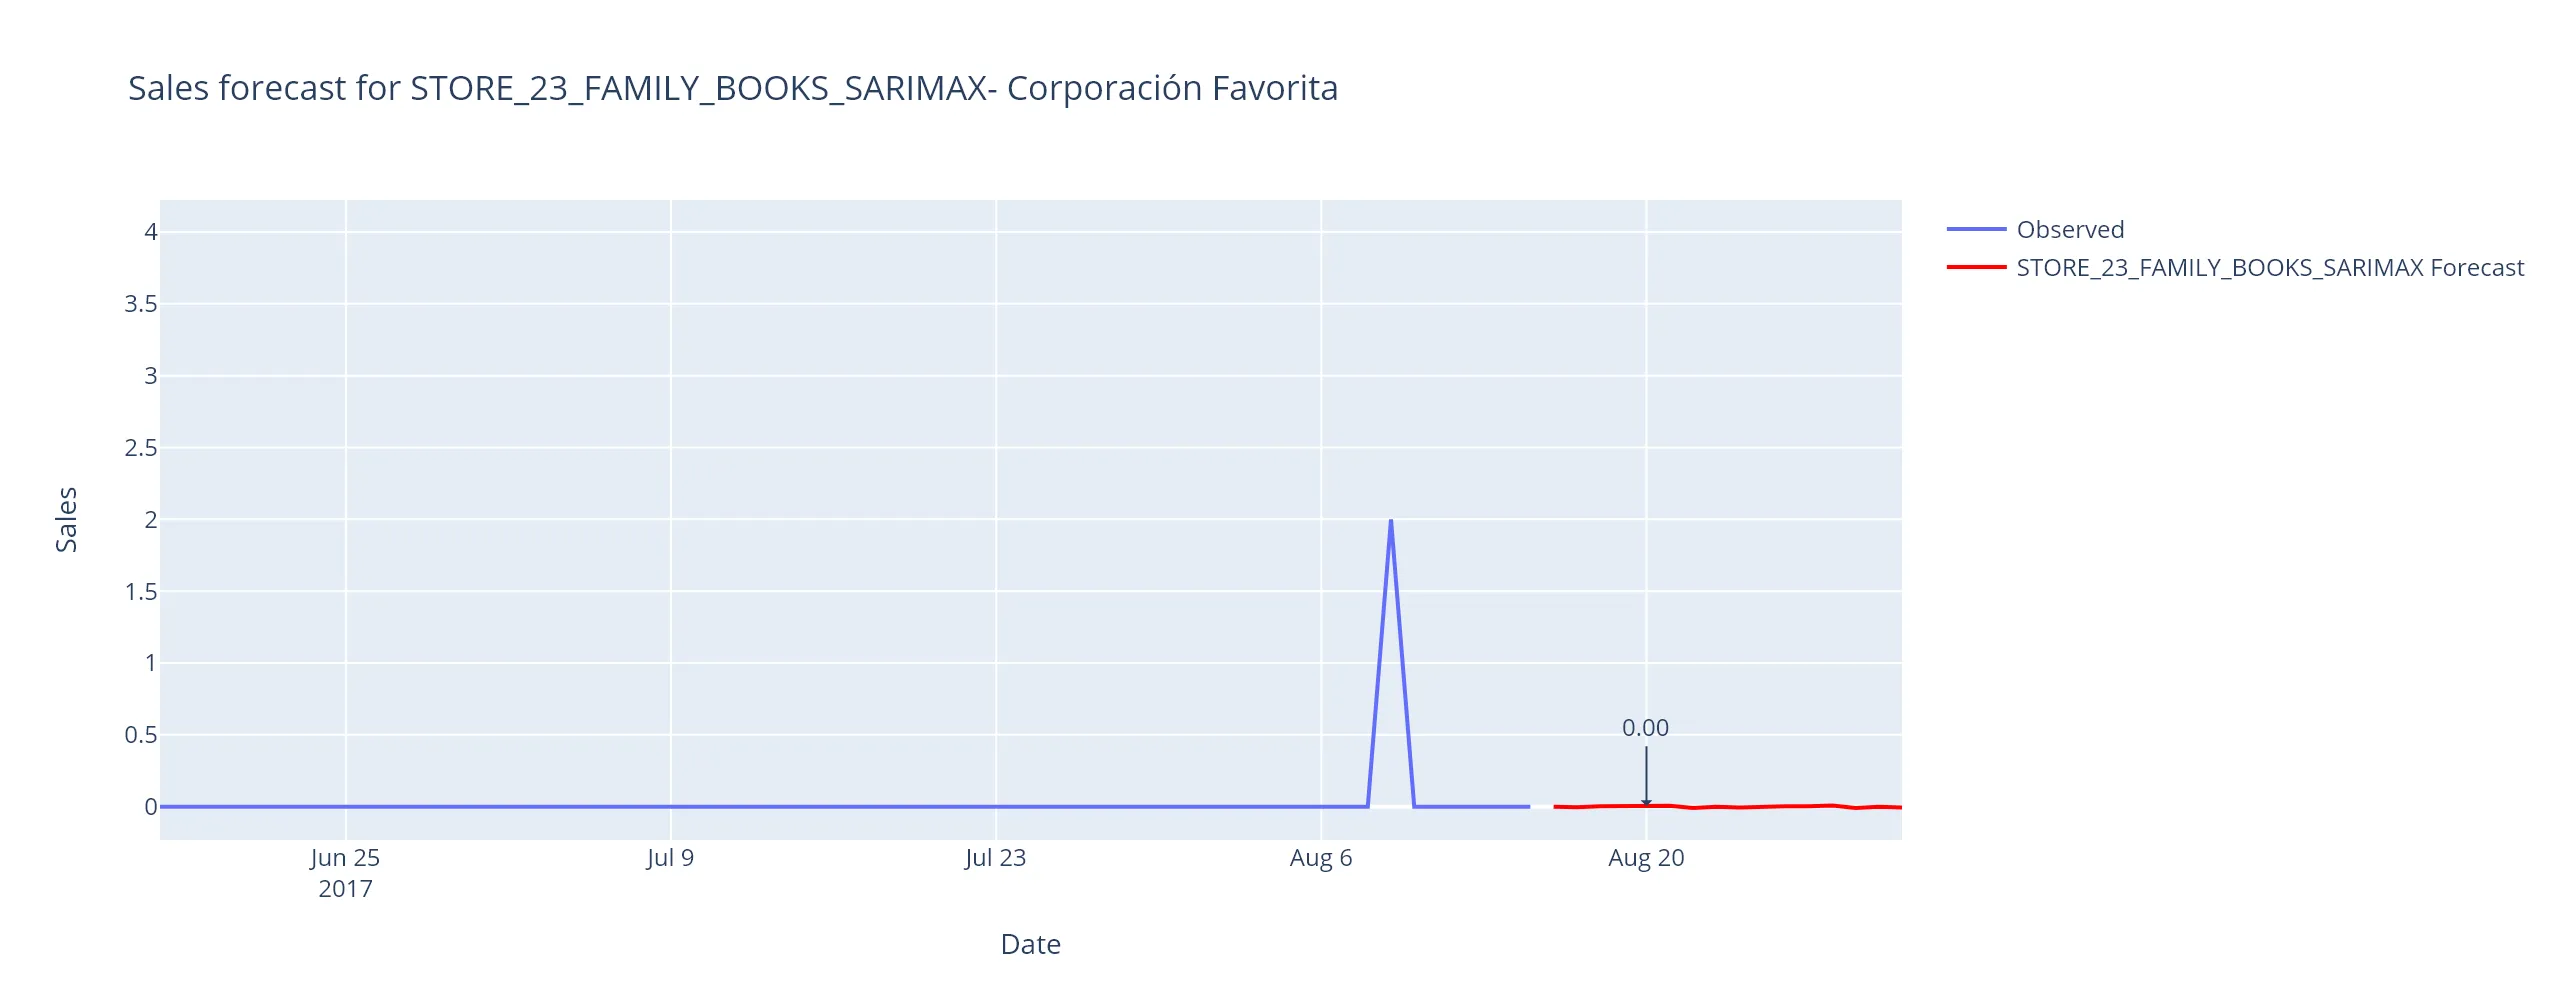 Sales forecast for STORE_23_FAMILY_BOOKS_SARIMAX- Corporación Favorita
Observed
STORE_23_FAMILY_BOOKS_SARIMAX Forecast
4
3.5
3
2.5
2
1.5
1
0.5
0
Sales
0.00
Jun 25
2017
Jul 9
Jul 23
Aug 6
Aug 20
Date